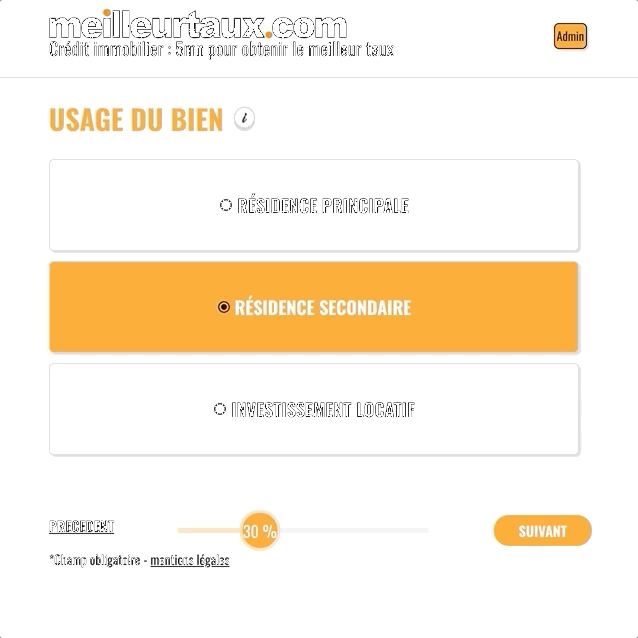 meilleurtaux.com
Crédit immobilier : 5mn pour obtenir le meilleur taux
Admin
USAGE DU BIEN i
RÉSIDENCE PRINCIPALE
RÉSIDENCE SECONDAIRE
INVESTISSEMENT LOCATIF
PRECEDENT
30 %
SUIVANT
*Champ obligatoire - mentions légales